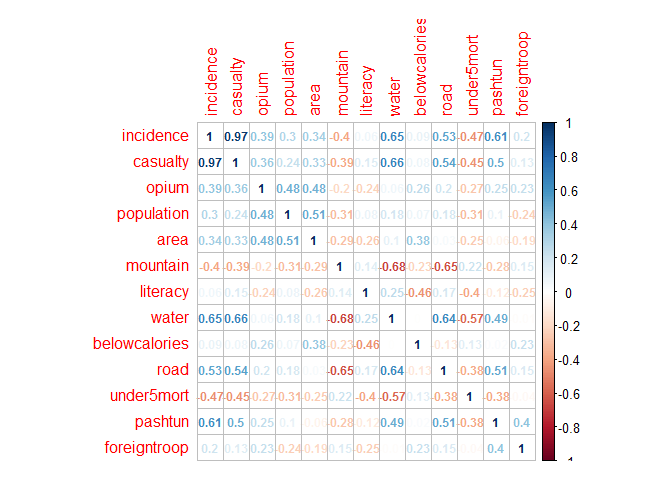 incidence casualty opium population area mountain literacy water belowcalories road under5mort pashtun foreigntroop
incidence 1 0.97 0.39 0.3 0.34 -0.4 0.65 0.53 -0.47 0.61 0.2
casualty 0.97 1 0.36 0.24 0.33 -0.39 0.15 0.66 0.54 -0.45 0.5 0.13
opium 0.39 0.36 1 0.48 0.48 -0.2 -0.24 0.26 0.2 -0.27 0.25 0.23
population 0.3 0.24 0.48 1 0.51 -0.31 0.18 0.18 -0.31 0.1 -0.24
area 0.34 0.33 0.48 0.51 1 -0.29 -0.26 0.1 0.38 -0.25 -0.19
mountain -0.4 -0.39 -0.2 -0.31 -0.29 1 0.14 -0.68 -0.23 -0.65 0.22 -0.28 0.15
literacy 0.15 -0.24 -0.26 0.14 1 0.25 -0.46 0.17 -0.4 -0.12 -0.25
water 0.65 0.66 0.18 0.1 -0.68 0.25 1 0.64 -0.57 0.49
belowcalories 0.26 0.38 -0.23 -0.46 1 -0.13 0.13 0.23
road 0.53 0.54 0.2 0.18 -0.65 0.17 0.64 -0.13 1 -0.38 0.51 0.15
under5mort -0.47 -0.45 -0.27 -0.31 -0.25 0.22 -0.4 -0.57 0.13 -0.38 1 -0.38
pashtun 0.61 0.5 0.25 0.1 -0.28 -0.12 0.49 0.51 -0.38 1 0.4
foreigntroop 0.2 0.13 0.23 -0.24 -0.19 0.15 -0.25 0.23 0.15 0.4 1
1
0.8
0.6
0.4
0.2
0
-0.2
-0.4
-0.6
-0.8
-1